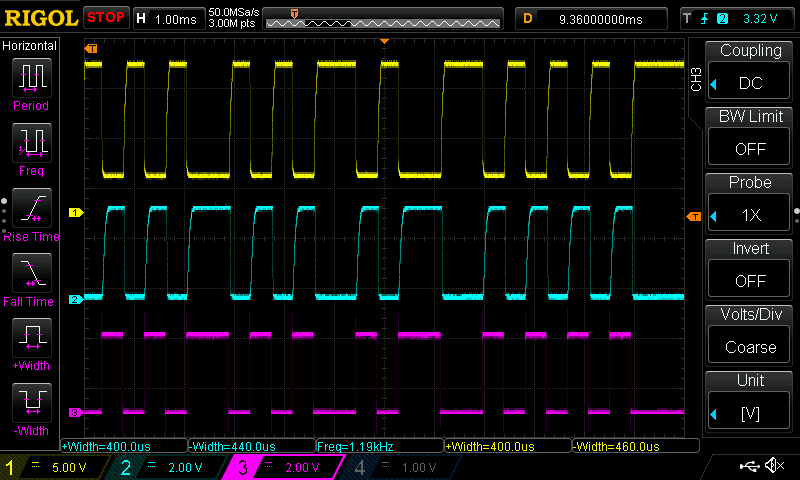 RIGOL STOP H 1.00ms 50.0MSa/s 3.00M pts T D 9.36000000ms T 2 3.32 V
Horizontal
Period
Freq
Rise Time
Fall Time
+Width
-Width
T
1
2
3
T
CH3
Coupling
DC
BW Limit
OFF
Probe
1X
Invert
OFF
Volts/Div
Coarse
Unit
[V]
+Width=400.0us -Width=440.0us Freq=1.19kHz +Width=400.0us -Width=460.0us
1 5.00 V 2 2.00 V 3 2.00 V 4 1.00 V